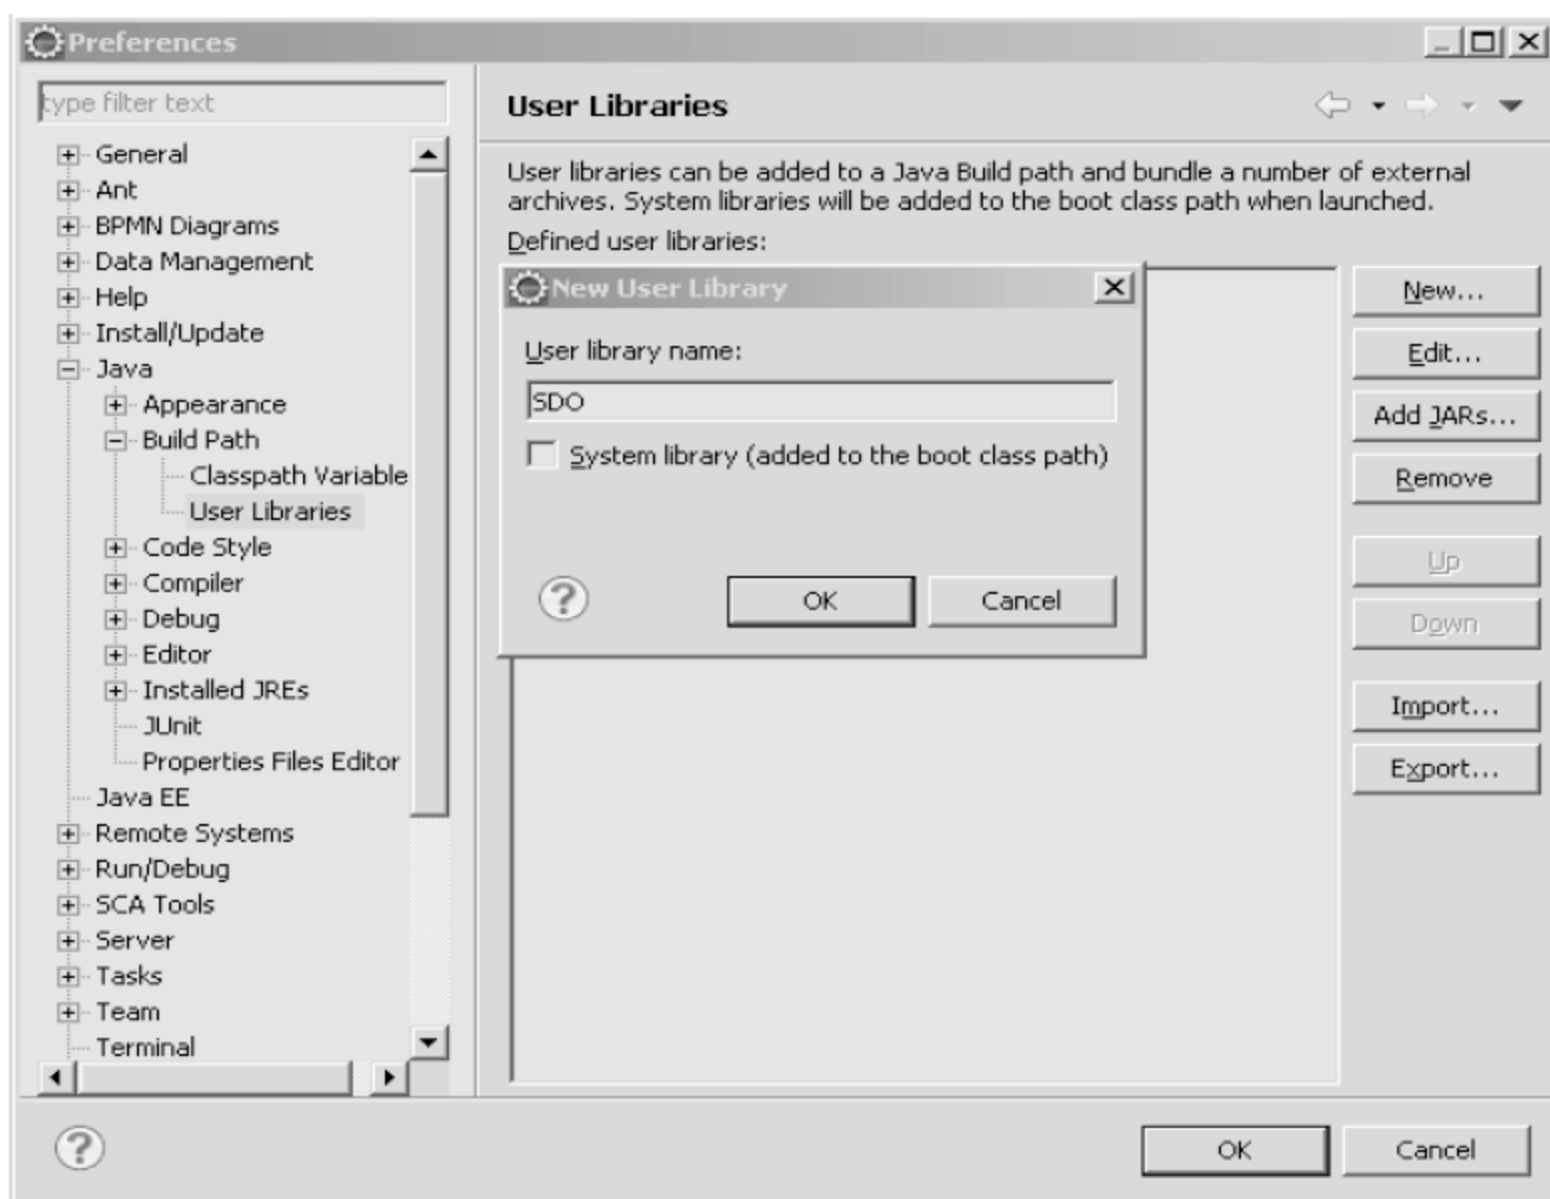 Preferences
type filter text
General
Ant
BPMN Diagrams
Data Management
Help
Install/Update
Java
Appearance
Build Path
Classpath Variable
User Libraries
Code Style
Compiler
Debug
Editor
Installed JREs
JUnit
Properties Files Editor
Java EE
Remote Systems
Run/Debug
SCA Tools
Server
Tasks
Team
Terminal
User Libraries
User libraries can be added to a Java Build path and bundle a number of external
archives. System libraries will be added to the boot class path when launched.
Defined user libraries:
New User Library
User library name:
SDO
System library (added to the boot class path)
OK
Cancel
New...
Edit...
Add JARs...
Remove
Up
Down
Import...
Export...
OK
Cancel